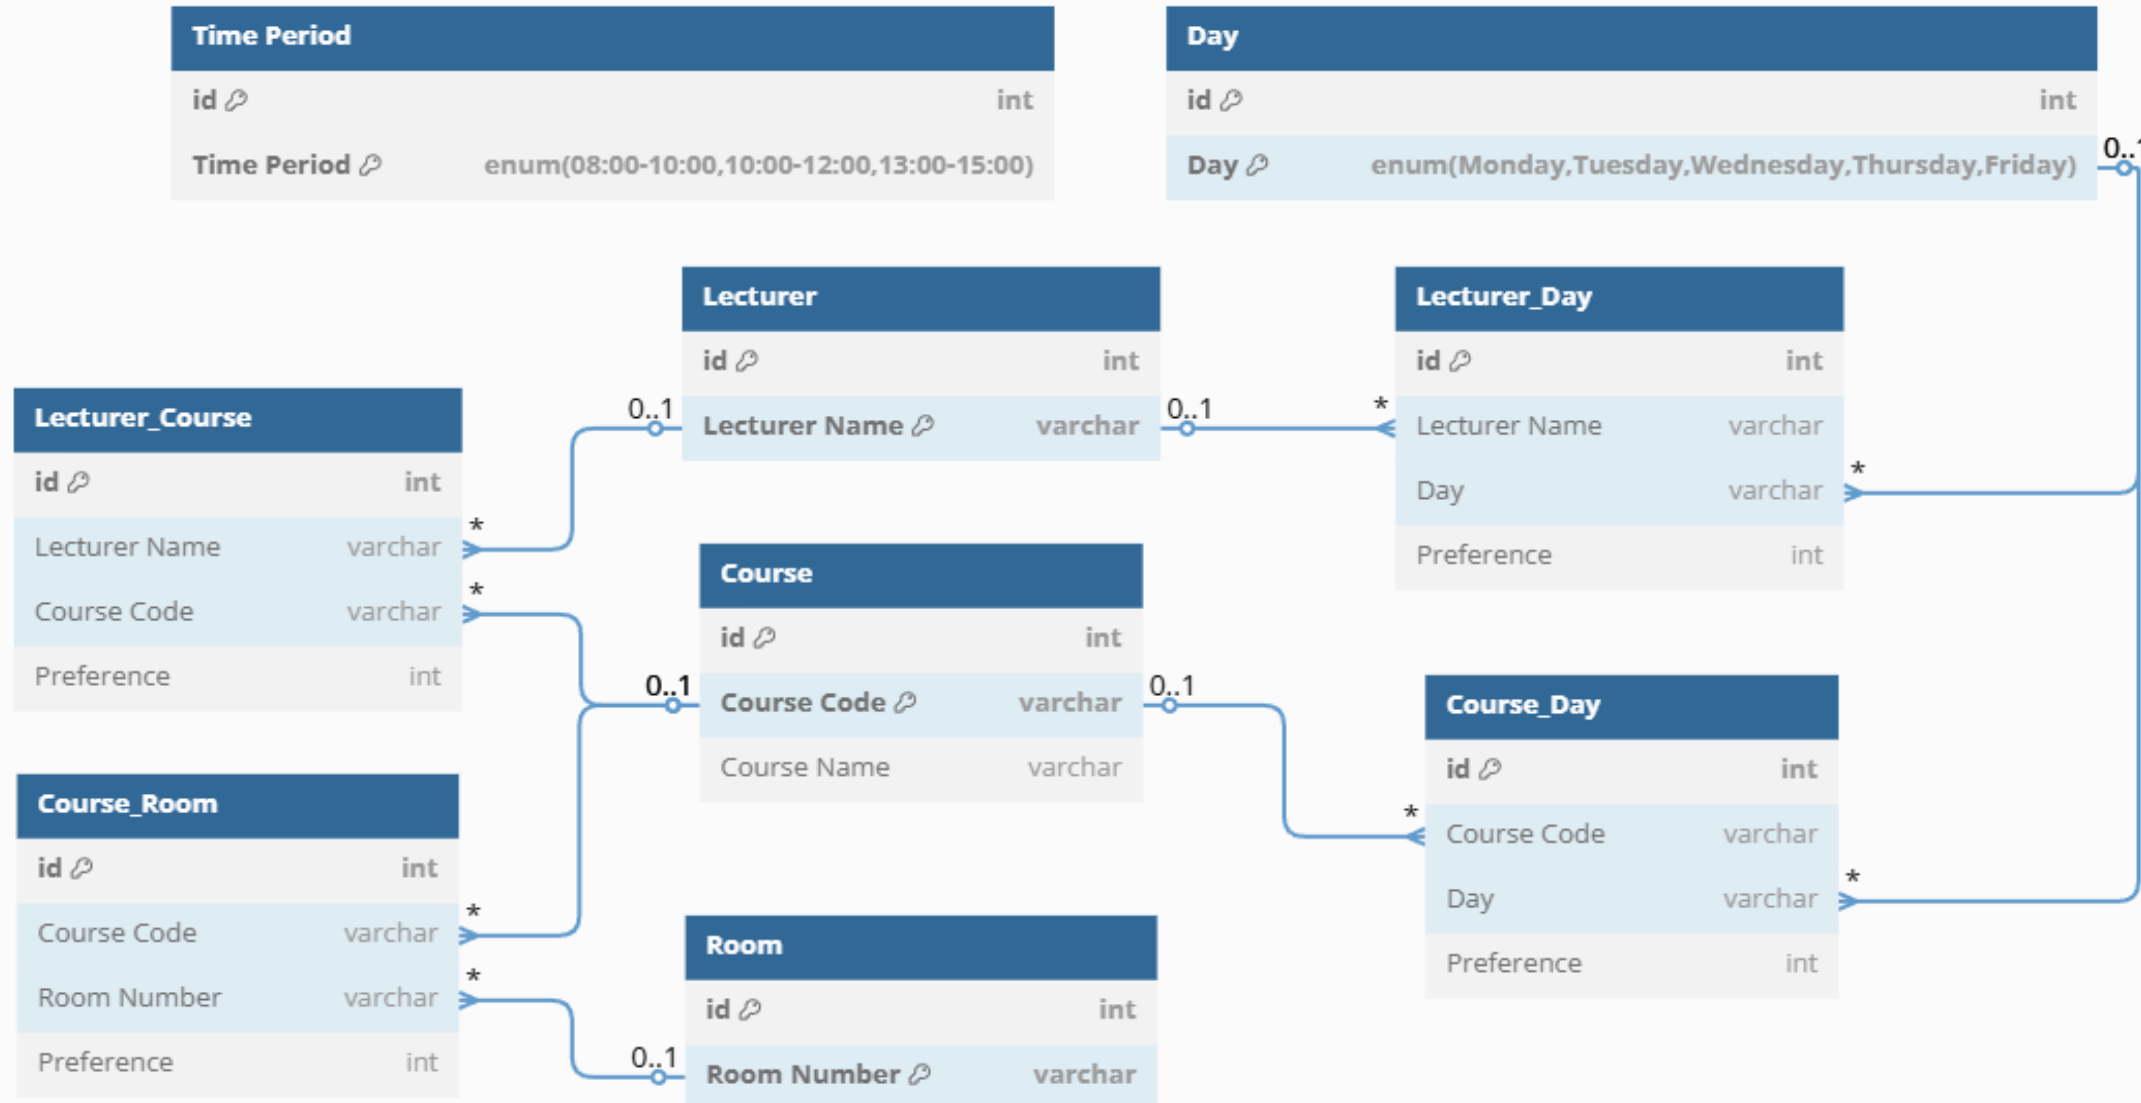 Time Period
id int
Time Period enum(08:00-10:00,10:00-12:00,13:00-15:00)
Day
id int
Day enum(Monday,Tuesday,Wednesday,Thursday,Friday)
0..1
Lecturer
id int
0..1 Lecturer Name varchar 0..1
Lecturer_Day
id int
* Lecturer Name varchar
Day varchar *
Preference int
Lecturer_Course
id int
Lecturer Name varchar *
Course Code varchar *
Preference int
Course
id int
0..1 Course Code varchar 0..1
Course Name varchar
Course_Day
id int
* Course Code varchar
Day varchar *
Preference int
Course_Room
id int
Course Code varchar *
Room Number varchar *
Preference int
Room
id int
0..1 Room Number varchar